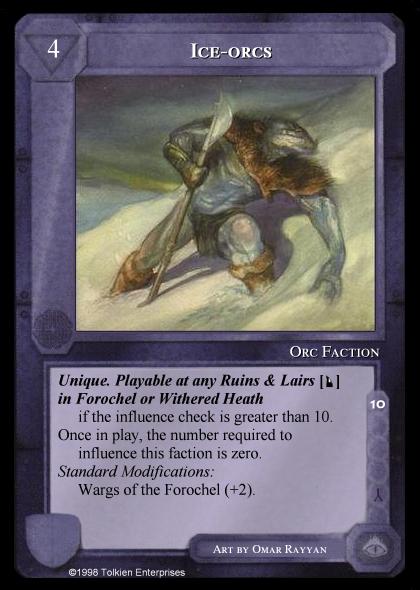 4
Ice-orcs
Orc Faction
Unique. Playable at any Ruins & Lairs []
in Forochel or Withered Heath
if the influence check is greater than 10.
Once in play, the number required to
influence this faction is zero.
Standard Modifications:
Wargs of the Forochel (+2).
10
Art by Omar Rayyan
©1998 Tolkien Enterprises